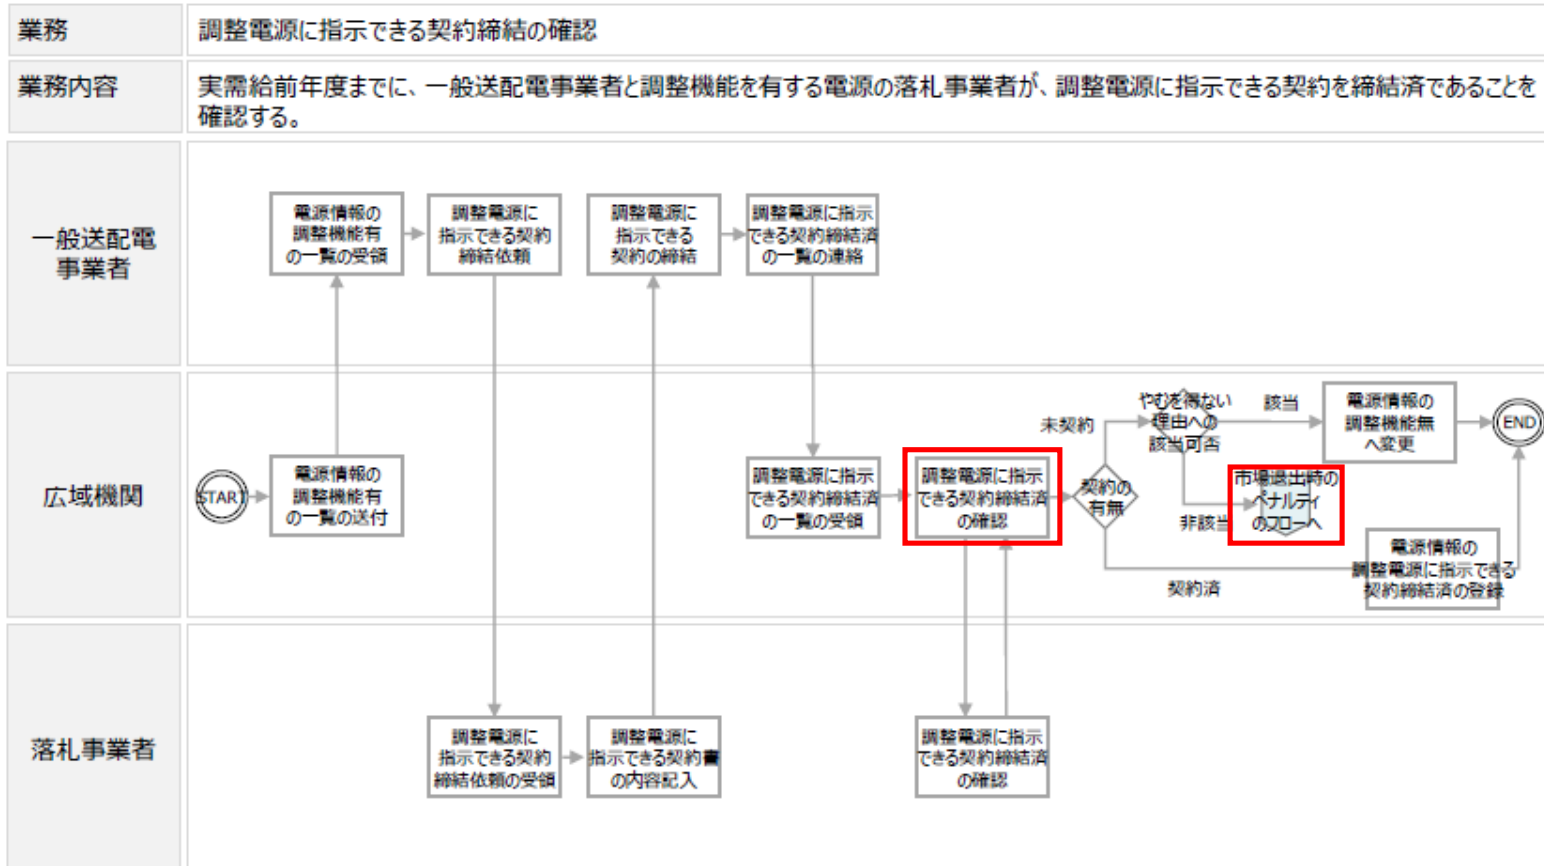 業務
調整電源に指示できる契約締結の確認
業務内容
実需給前年度までに、一般送配電事業者と調整機能を有する電源の落札事業者が、調整電源に指示できる契約を締結済であることを
確認する。
一般送配電
事業者
電源情報の
調整機能有
の一覧の受領
調整電源に
指示できる契約
締結依頼
調整電源に
指示できる
契約の締結
調整電源に指示
できる契約締結済
の一覧の連絡
広域機関
START
電源情報の
調整機能有
の一覧の送付
調整電源に指示
できる契約締結済
の一覧の受領
調整電源に指示
できる契約締結済
の確認
契約の
有無
未契約
やむを得ない
理由への
該当可否
該当
電源情報の
調整機能無
へ変更
END
非該当
市場退出時の
ペナルティ
のフローへ
契約済
電源情報の
調整電源に指示できる
契約締結済の登録
落札事業者
調整電源に
指示できる契約
締結依頼の受領
調整電源に
指示できる契約書
の内容記入
調整電源に指示
できる契約締結済
の確認